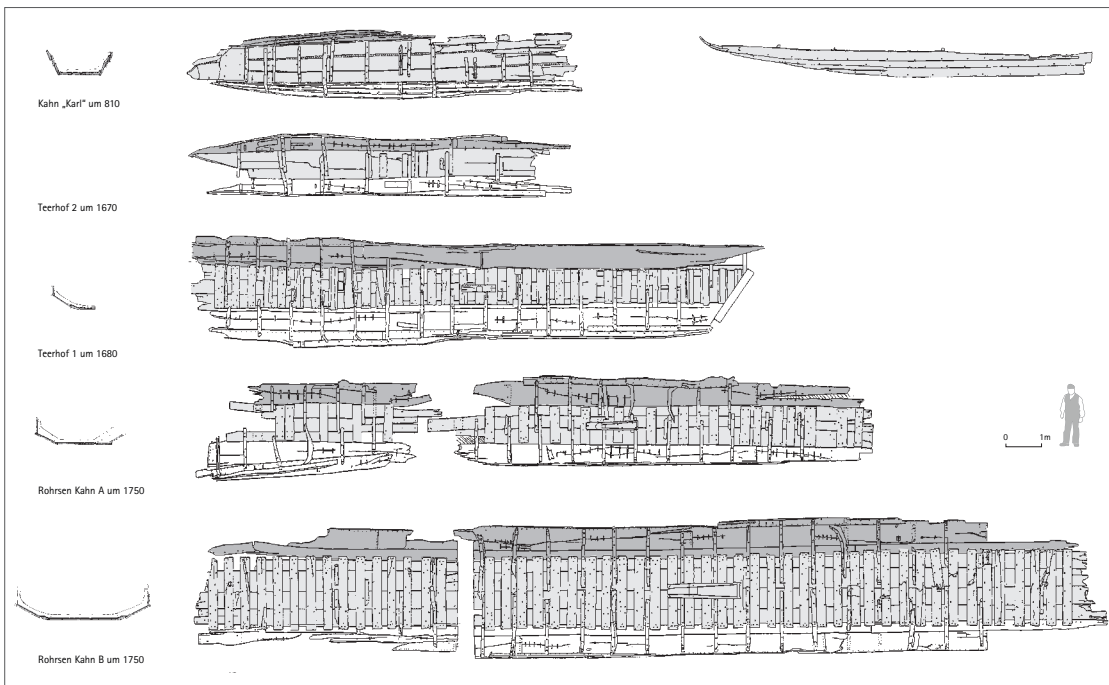 Kahn „Karl“ um 810
Teerhof 2 um 1670
Teerhof 1 um 1680
Rohrsen Kahn A um 1750
0 1m
Rohrsen Kahn B um 1750